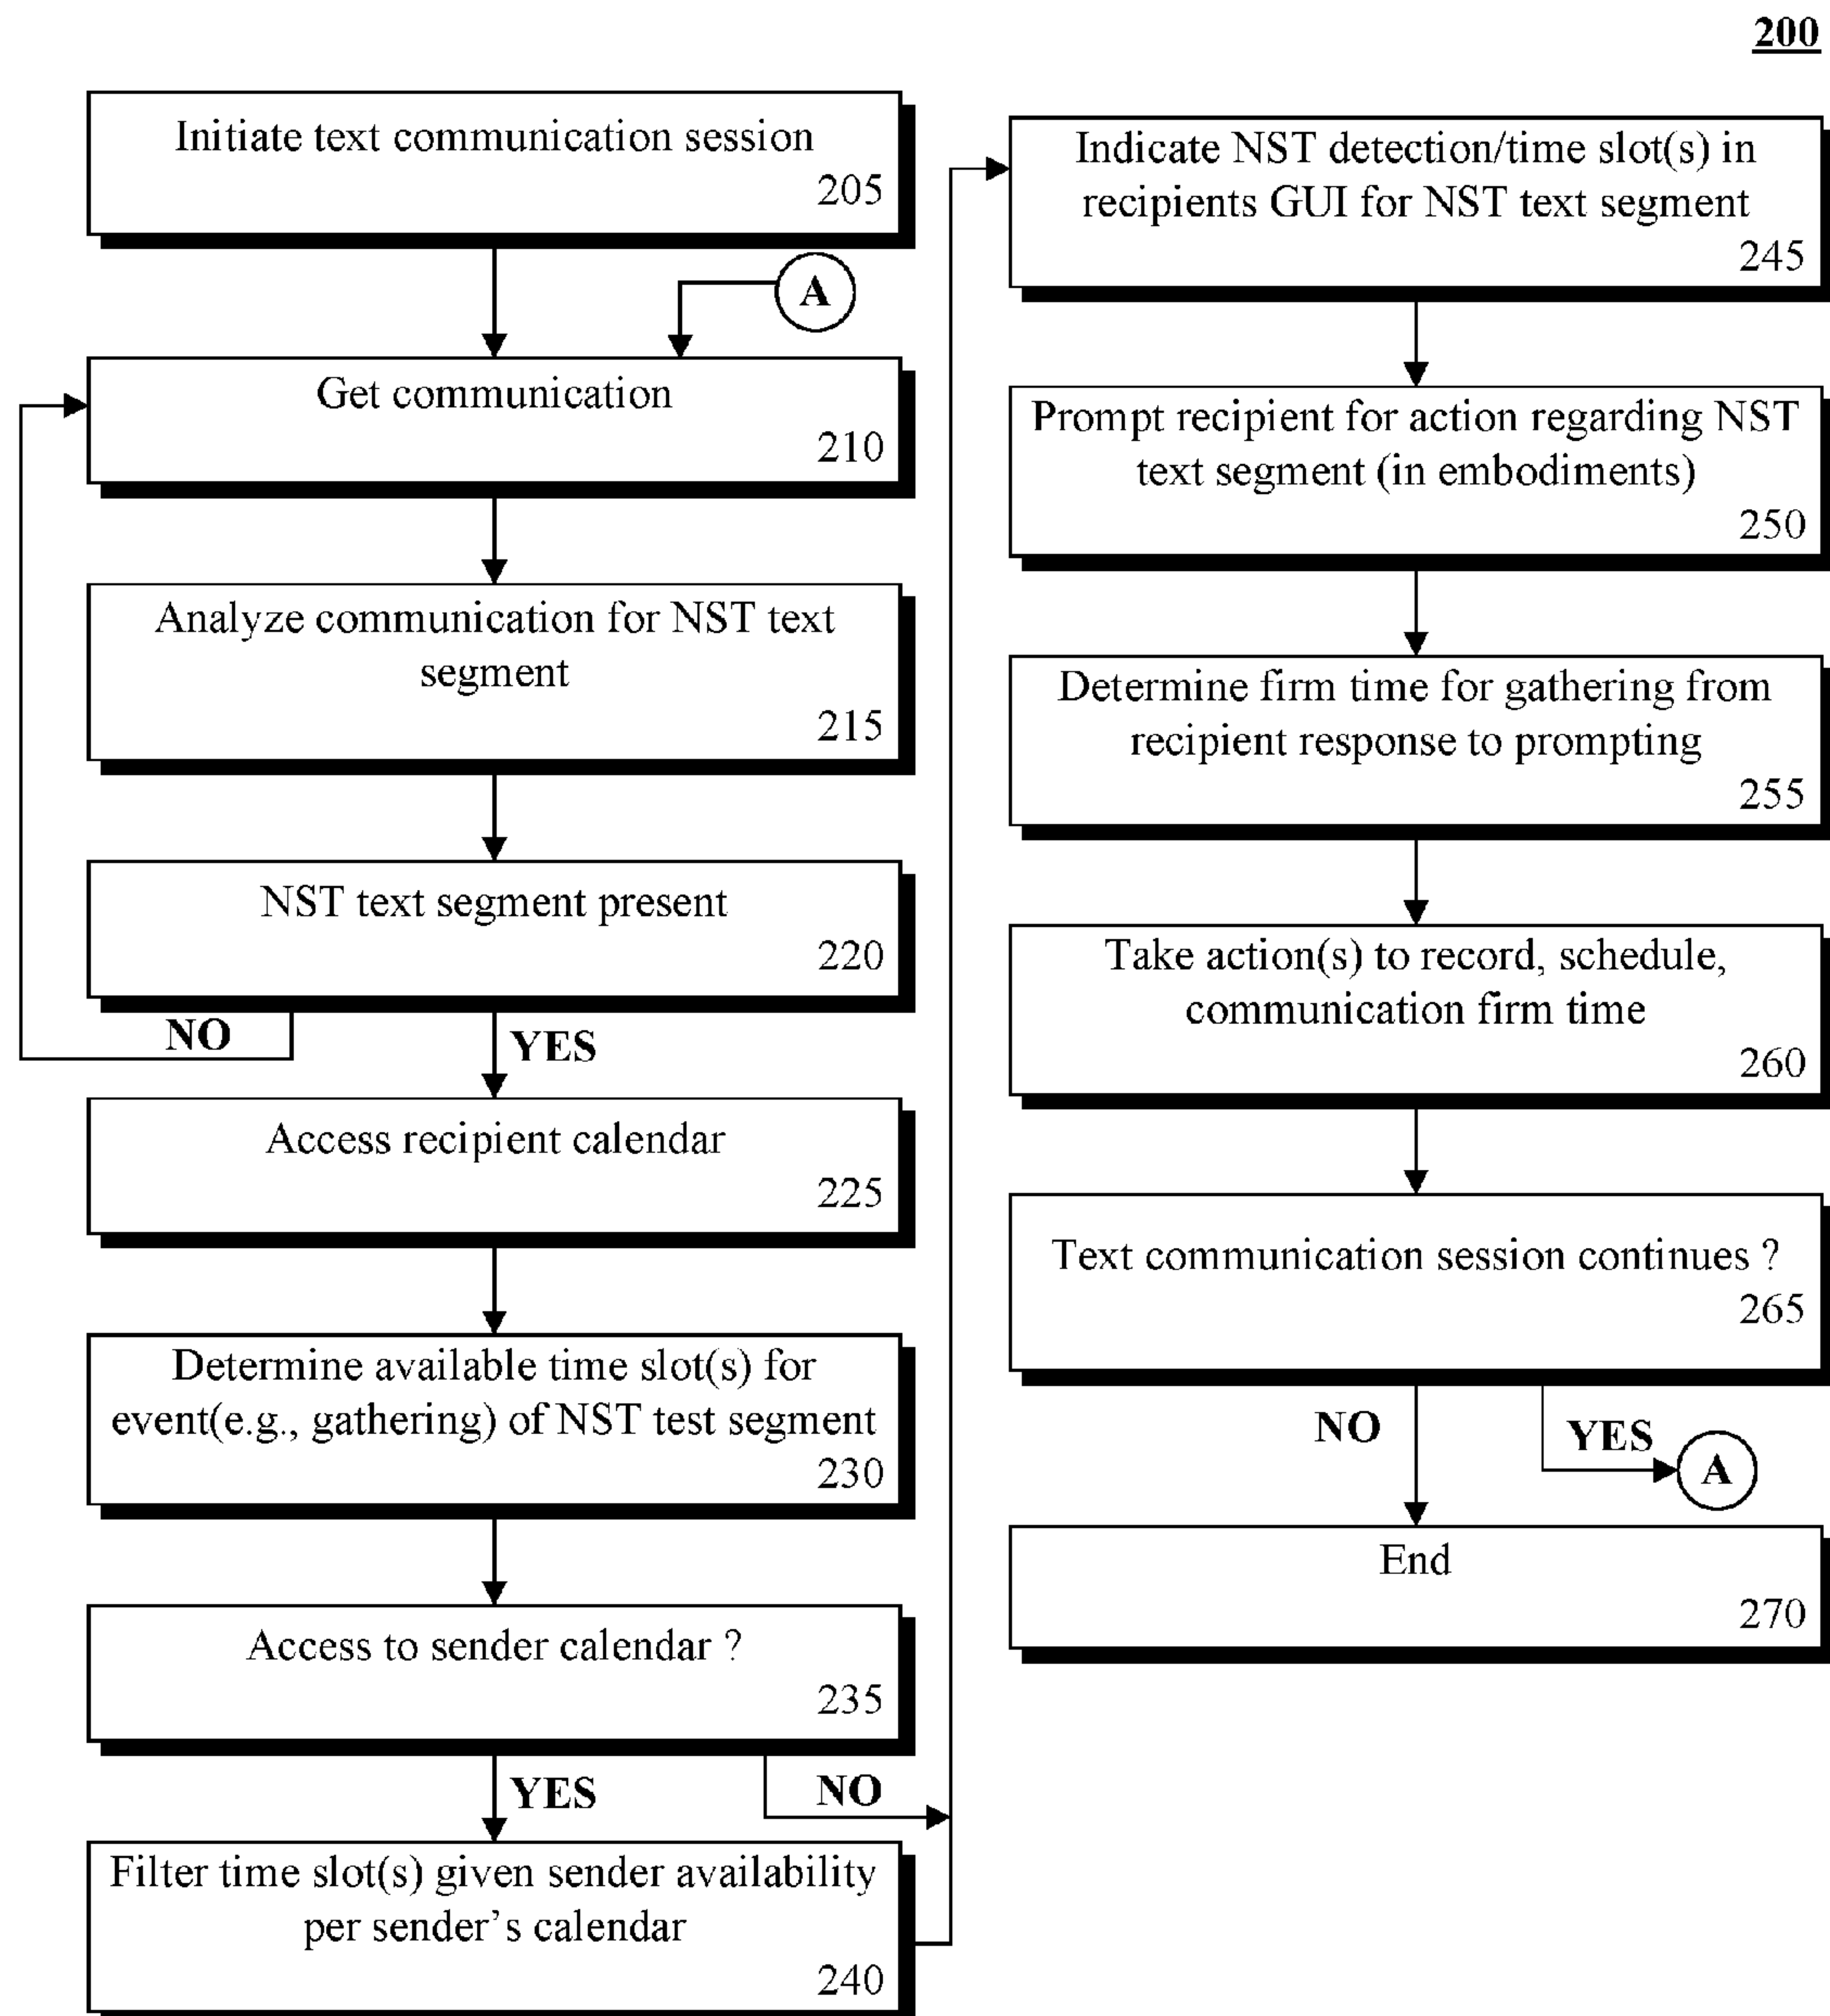 200
Initiate text communication session
205
A
Get communication
210
Analyze communication for NST text
segment
215
NST text segment present
220
NO
YES
Access recipient calendar
225
Determine available time slot(s) for
event(e.g., gathering) of NST test segment
230
Access to sender calendar ?
235
YES
NO
Filter time slot(s) given sender availability
per sender’s calendar
240
Indicate NST detection/time slot(s) in
recipients GUI for NST text segment
245
Prompt recipient for action regarding NST
text segment (in embodiments)
250
Determine firm time for gathering from
recipient response to prompting
255
Take action(s) to record, schedule,
communication firm time
260
Text communication session continues ?
265
NO
YES
A
End
270